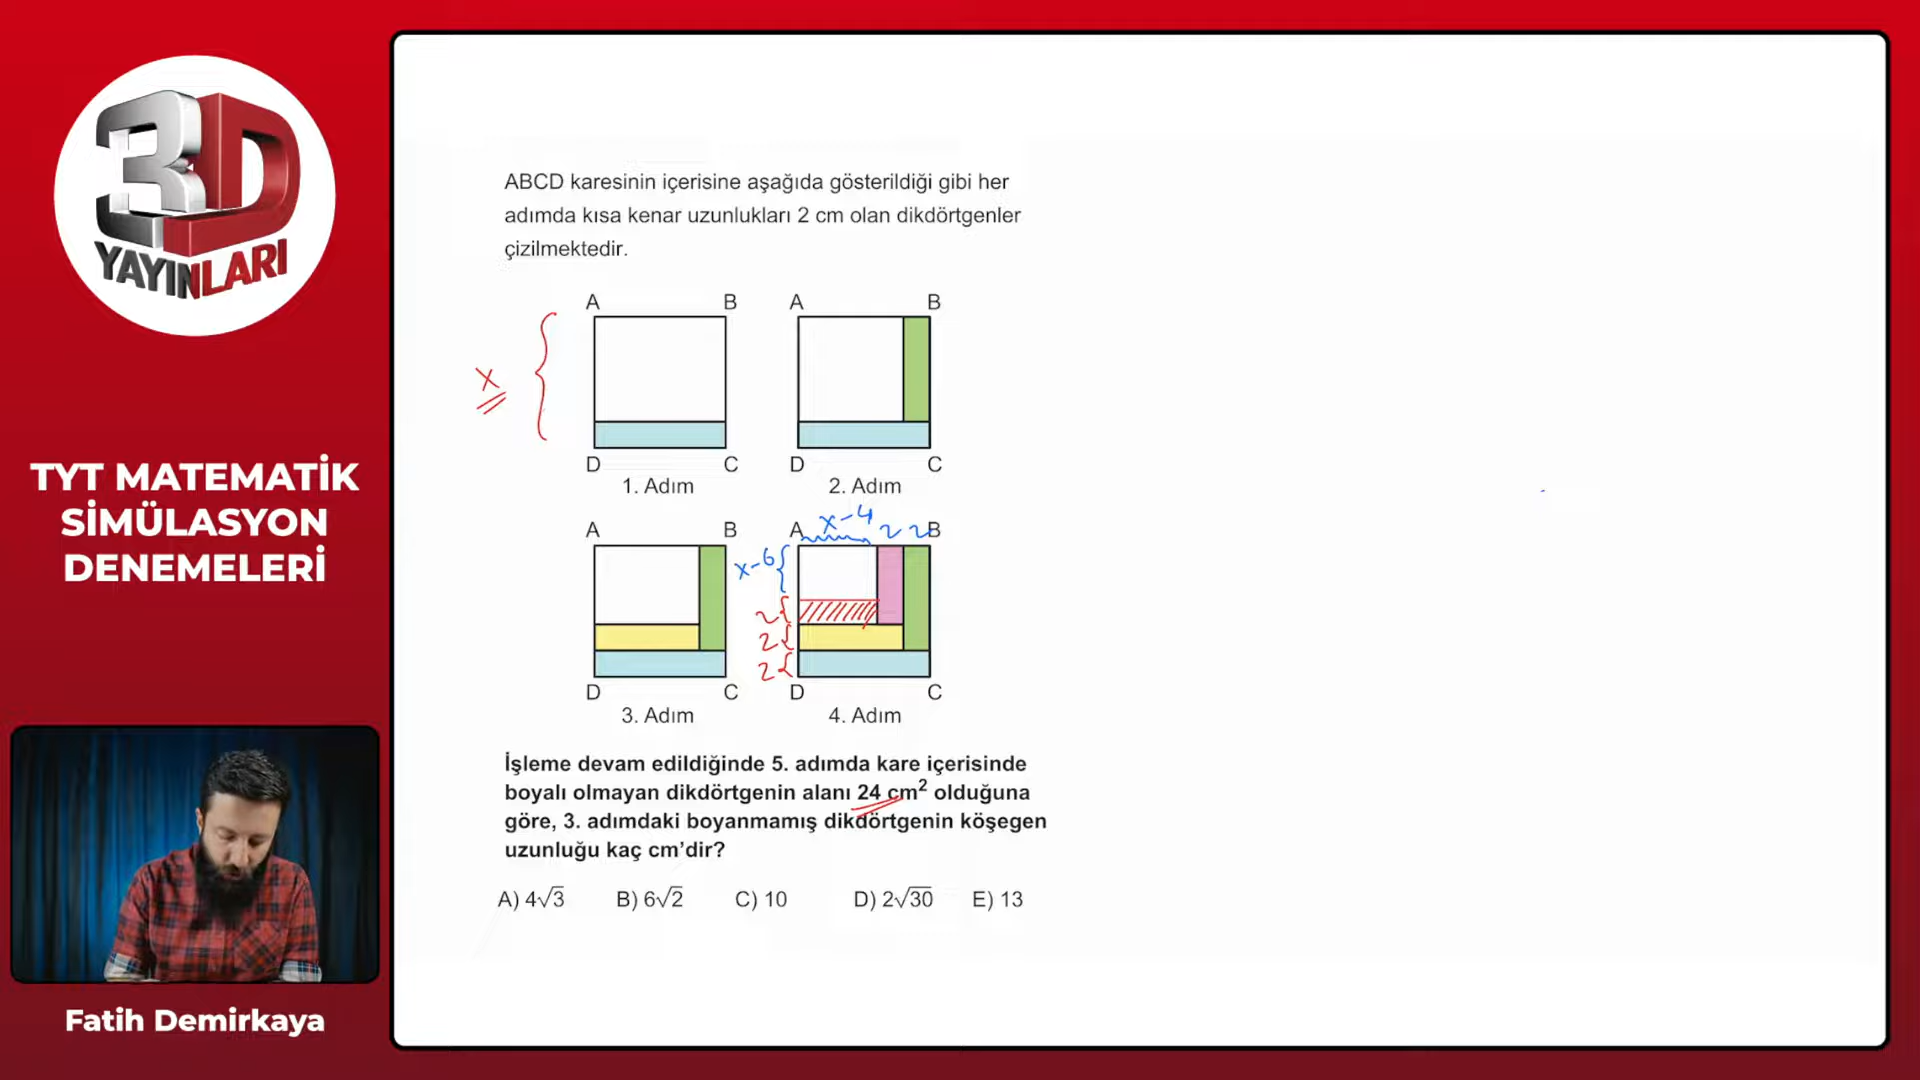 3D
YAYINLARI
TYT MATEMATİK
SİMÜLASYON
DENEMELERİ
Fatih Demirkaya
ABCD karesinin içerisine aşağıda gösterildiği gibi her
adımda kısa kenar uzunlukları 2 cm olan dikdörtgenler
çizilmektedir.
A B A B
x
D C D C
1. Adım 2. Adım
x-4
A B A 2 2 B
x-6
2
2
2
D C D C
3. Adım 4. Adım
İşleme devam edildiğinde 5. adımda kare içerisinde
boyalı olmayan dikdörtgenin alanı 24 cm² olduğuna
göre, 3. adımdaki boyanmamış dikdörtgenin köşegen
uzunluğu kaç cm'dir?
A) 4√3 B) 6√2 C) 10 D) 2√30 E) 13